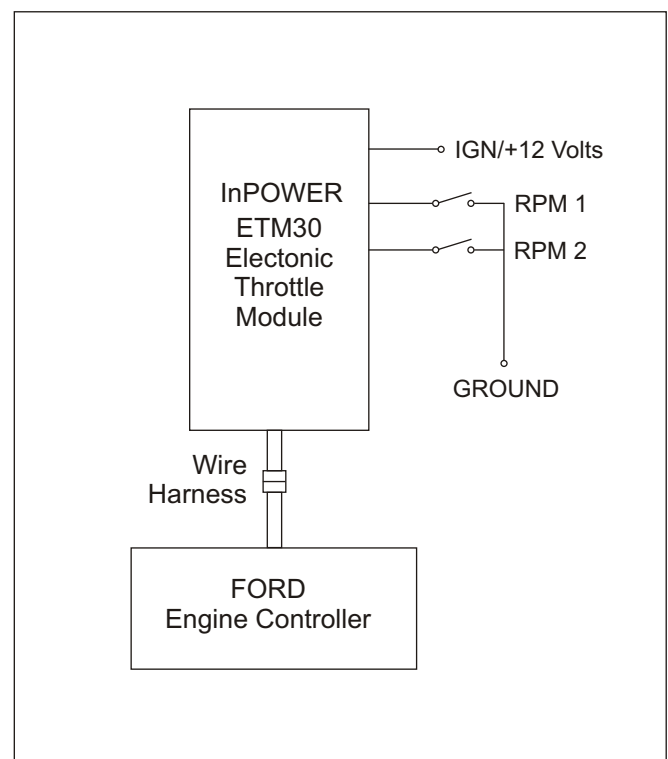 InPOWER
ETM30
Electonic
Throttle
Module
IGN/+12 Volts
RPM 1
RPM 2
GROUND
Wire
Harness
FORD
Engine Controller